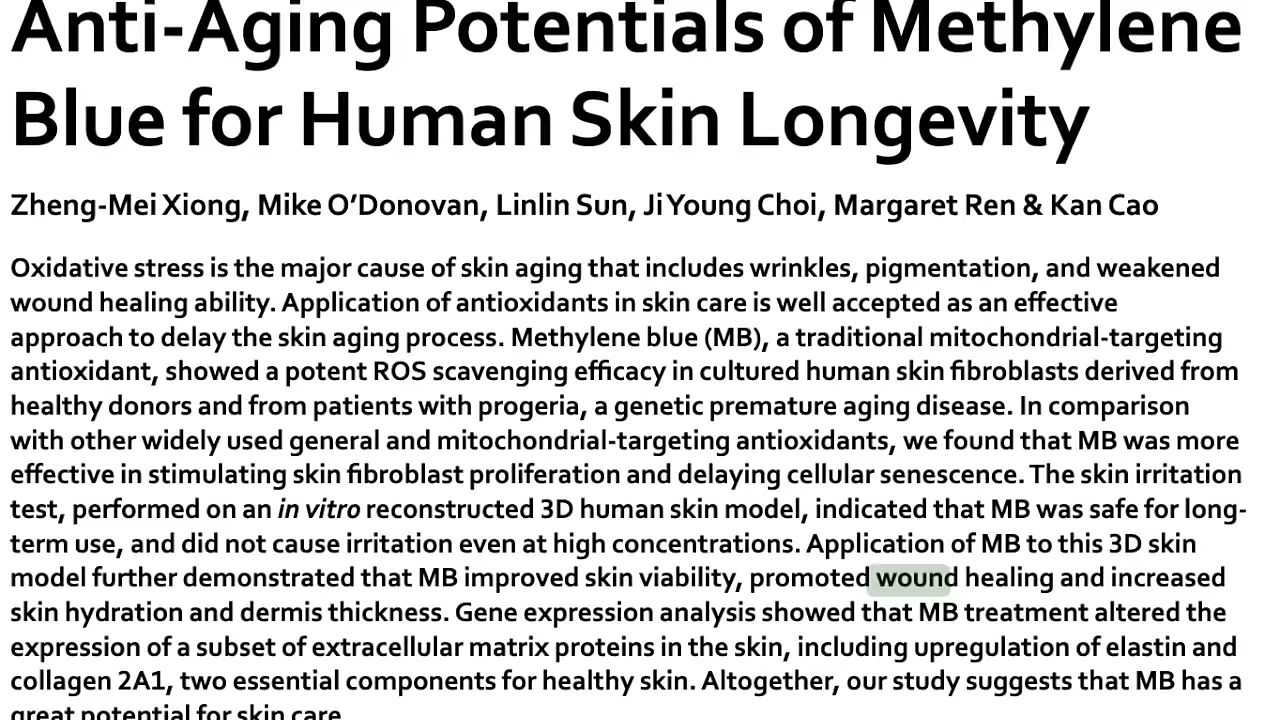 Anti-Aging Potentials of Methylene
Blue for Human Skin Longevity
Zheng-Mei Xiong, Mike O’Donovan, Linlin Sun, Ji Young Choi, Margaret Ren & Kan Cao
Oxidative stress is the major cause of skin aging that includes wrinkles, pigmentation, and weakened
wound healing ability. Application of antioxidants in skin care is well accepted as an effective
approach to delay the skin aging process. Methylene blue (MB), a traditional mitochondrial-targeting
antioxidant, showed a potent ROS scavenging efficacy in cultured human skin fibroblasts derived from
healthy donors and from patients with progeria, a genetic premature aging disease. In comparison
with other widely used general and mitochondrial-targeting antioxidants, we found that MB was more
effective in stimulating skin fibroblast proliferation and delaying cellular senescence. The skin irritation
test, performed on an in vitro reconstructed 3D human skin model, indicated that MB was safe for long-
term use, and did not cause irritation even at high concentrations. Application of MB to this 3D skin
model further demonstrated that MB improved skin viability, promoted wound healing and increased
skin hydration and dermis thickness. Gene expression analysis showed that MB treatment altered the
expression of a subset of extracellular matrix proteins in the skin, including upregulation of elastin and
collagen 2A1, two essential components for healthy skin. Altogether, our study suggests that MB has a
great potential for skin care